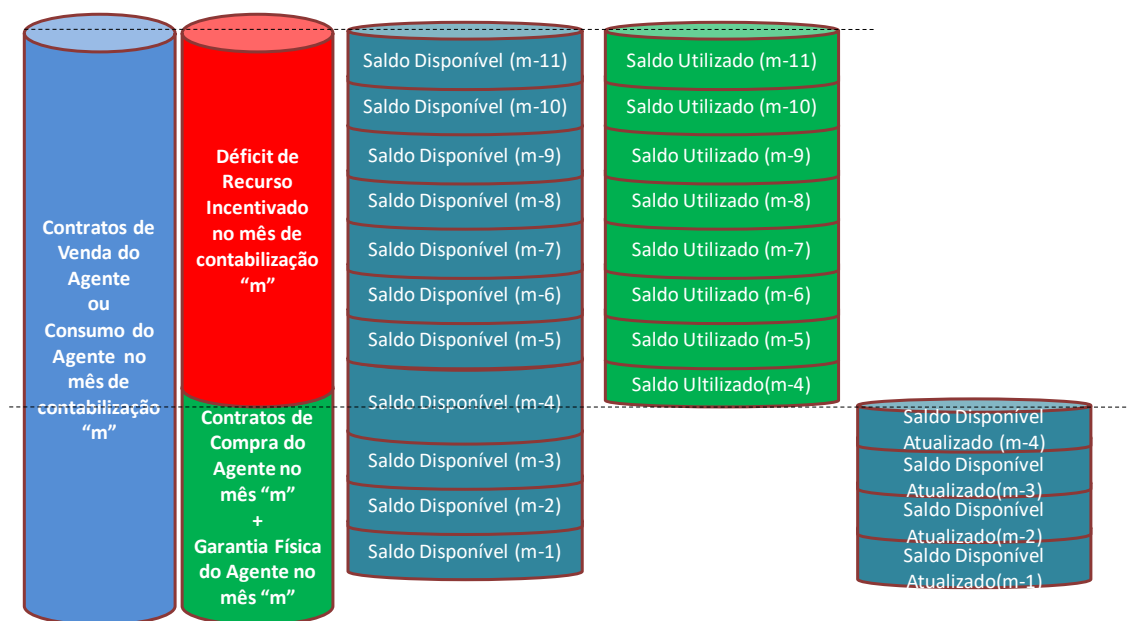 Contratos de
Venda do
Agente
ou
Consumo do
Agente no
mês de
contabilização
“m”
Déficit de
Recurso
Incentivado
no mês de
contabilização
“m”
Contratos de
Compra do
Agente no
mês “m”
+
Garantia Física
do Agente no
mês “m”
Saldo Disponível (m-11)
Saldo Disponível (m-10)
Saldo Disponível (m-9)
Saldo Disponível (m-8)
Saldo Disponível (m-7)
Saldo Disponível (m-6)
Saldo Disponível (m-5)
Saldo Disponível (m-4)
Saldo Disponível (m-3)
Saldo Disponível (m-2)
Saldo Disponível (m-1)
Saldo Utilizado (m-11)
Saldo Utilizado (m-10)
Saldo Utilizado (m-9)
Saldo Utilizado (m-8)
Saldo Utilizado (m-7)
Saldo Utilizado (m-6)
Saldo Utilizado (m-5)
Saldo Ultilizado(m-4)
Saldo Disponível
Atualizado (m-4)
Saldo Disponível
Atualizado(m-3)
Saldo Disponível
Atualizado(m-2)
Saldo Disponível
Atualizado(m-1)